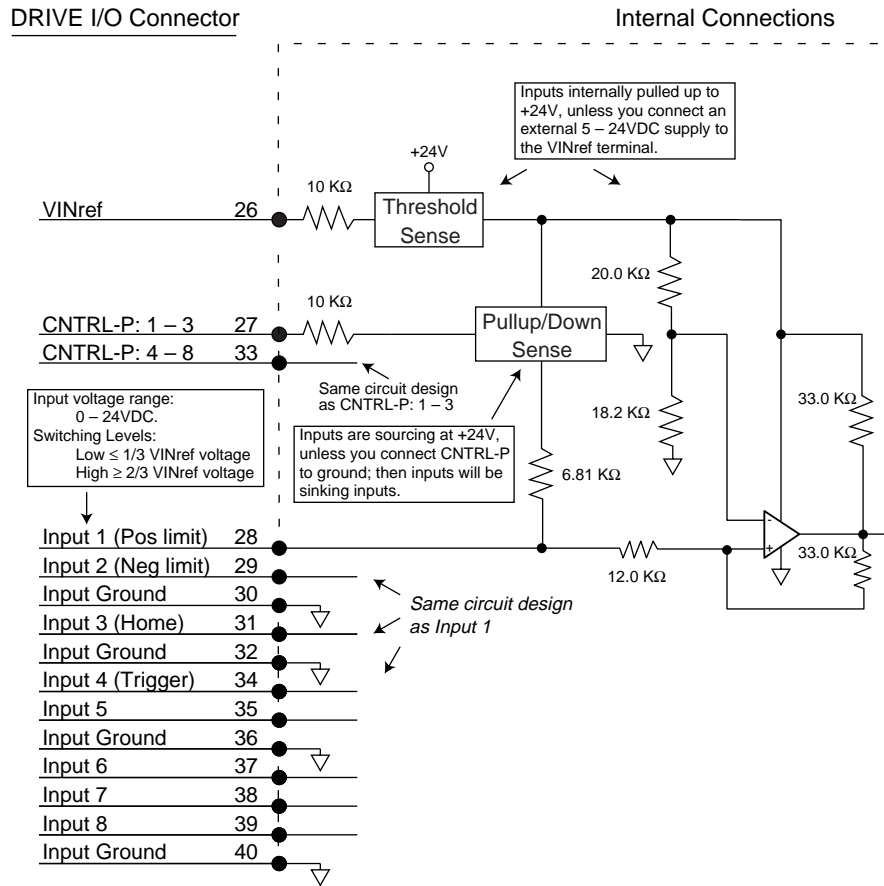 DRIVE I/O Connector
Internal Connections
Inputs internally pulled up to
+24V, unless you connect an
external 5 – 24VDC supply to
the VINref terminal.
+24V
10 KΩ
VINref 26
Threshold
Sense
20.0 KΩ
10 KΩ
CNTRL-P: 1 – 3 27
Pullup/Down
Sense
CNTRL-P: 4 – 8 33
Same circuit design
as CNTRL-P: 1 – 3
Input voltage range:
0 – 24VDC.
Switching Levels:
Low ≤ 1/3 VINref voltage
High ≥ 2/3 VINref voltage
Inputs are sourcing at +24V,
unless you connect CNTRL-P
to ground; then inputs will be
sinking inputs.
18.2 KΩ
33.0 KΩ
6.81 KΩ
Input 1 (Pos limit) 28
-
+
33.0 KΩ
12.0 KΩ
Input 2 (Neg limit) 29
Input Ground 30
Same circuit design
as Input 1
Input 3 (Home) 31
Input Ground 32
Input 4 (Trigger) 34
Input 5 35
Input Ground 36
Input 6 37
Input 7 38
Input 8 39
Input Ground 40